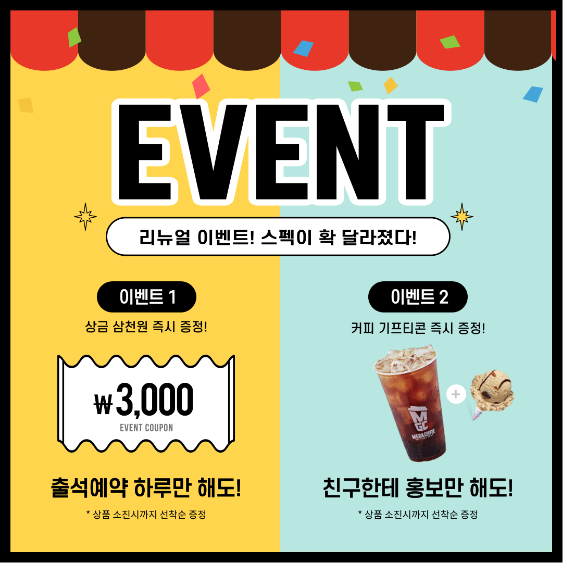 EVENT
리뉴얼 이벤트! 스펙이 확 달라졌다!
이벤트 1
상금 삼천원 즉시 증정!
₩3,000
EVENT COUPON
출석예약 하루만 해도!
* 상품 소진시까지 선착순 증정
이벤트 2
커피 기프티콘 즉시 증정!
MGC
+
친구한테 홍보만 해도!
* 상품 소진시까지 선착순 증정